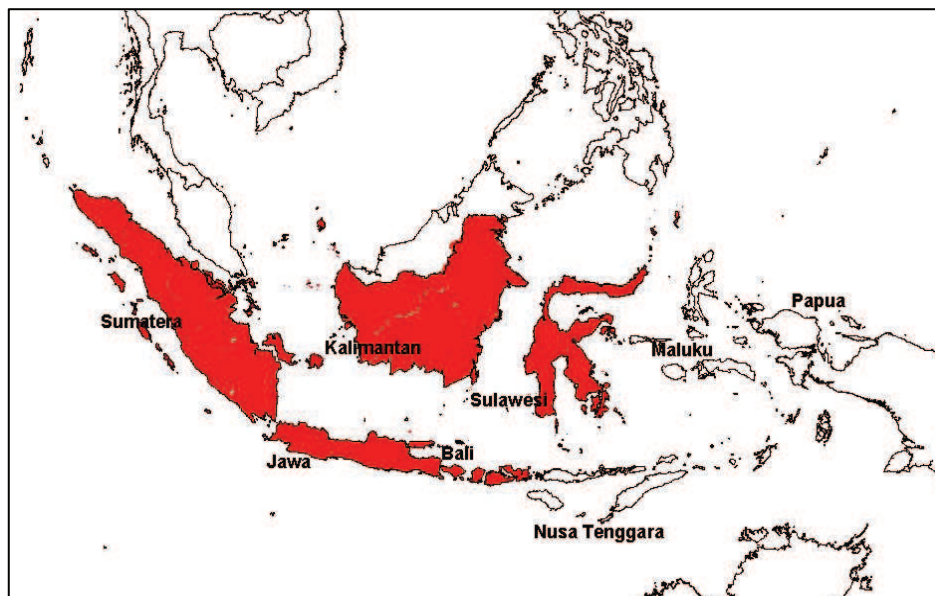 Papua
Sumatera
Kalimantan
Maluku
Sulawesi
Bali
Jawa
Nusa Tenggara